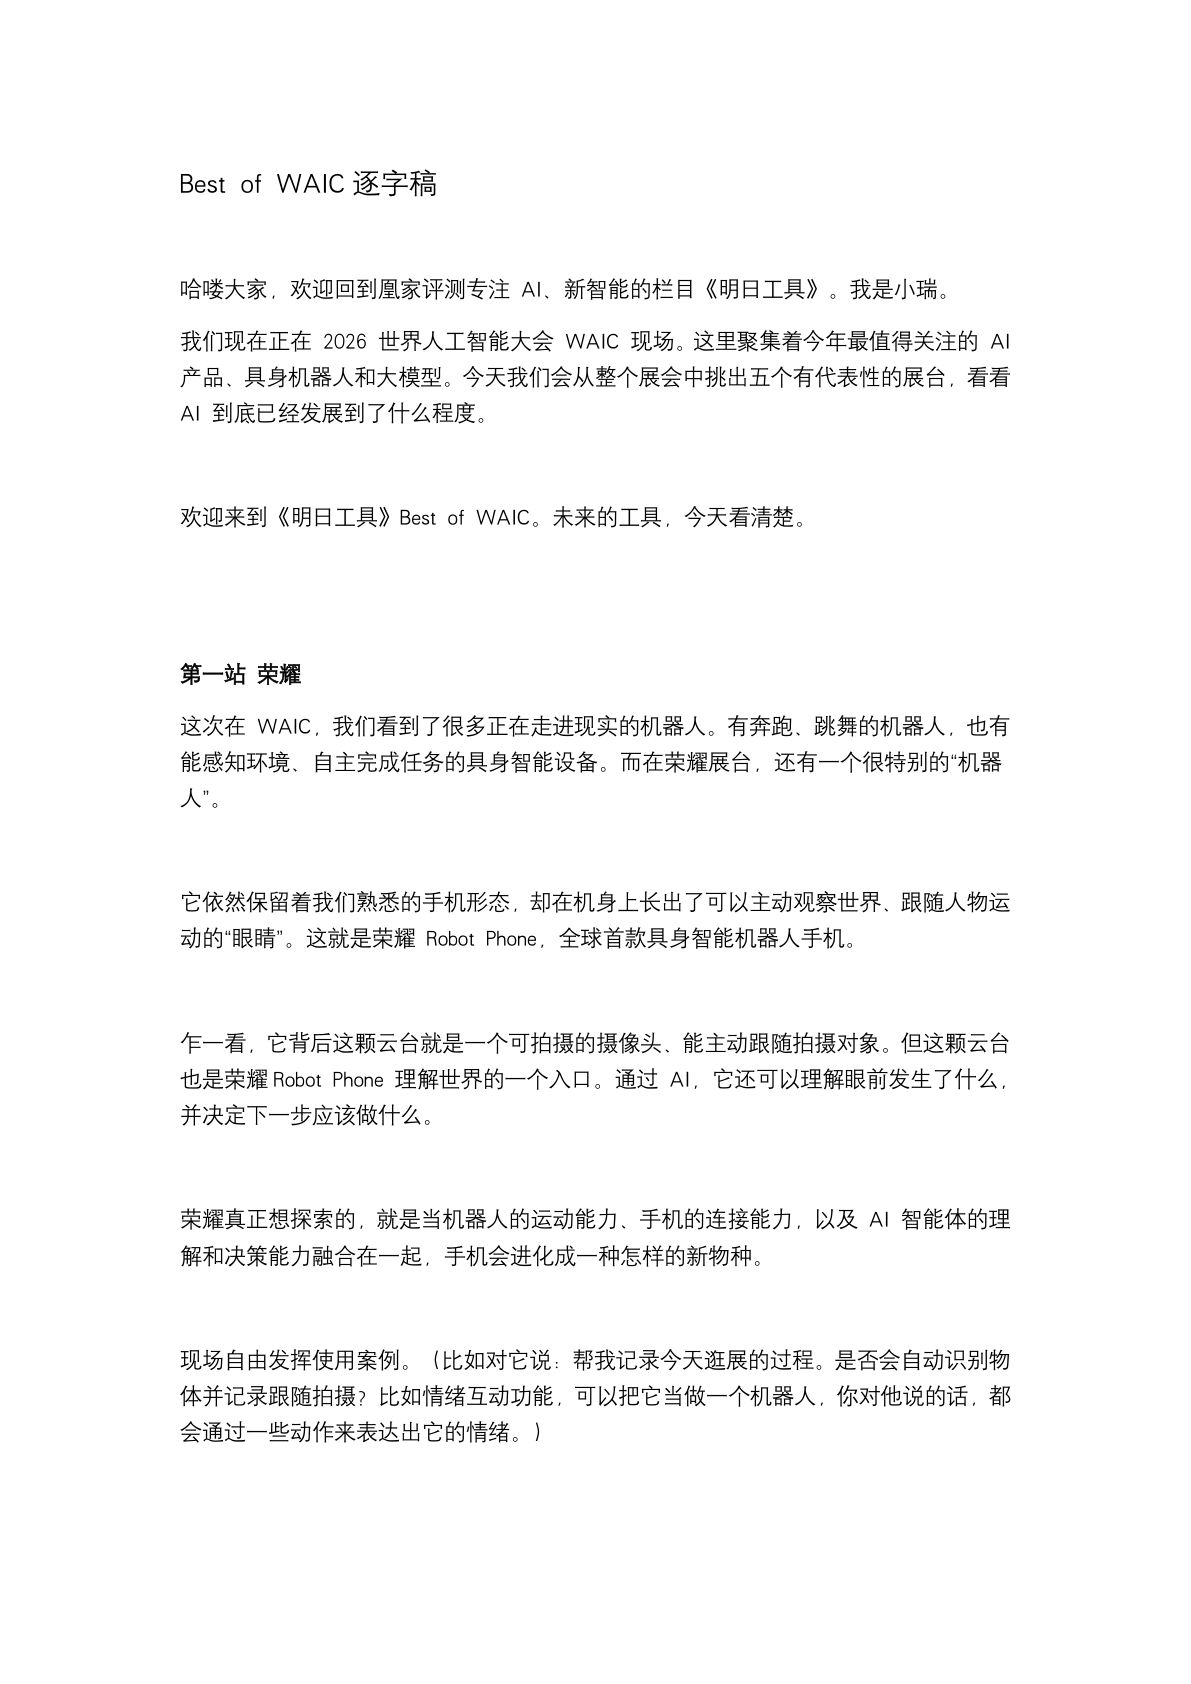 Best of WAIC 逐字稿
哈喽大家，欢迎回到凰家评测专注 AI、新智能的栏目《明日工具》。我是小瑞。
我们现在正在 2026 世界人工智能大会 WAIC 现场。这里聚集着今年最值得关注的 AI
产品、具身机器人和大模型。今天我们会从整个展会中挑出五个有代表性的展台，看看
AI 到底已经发展到了什么程度。
欢迎来到《明日工具》Best of WAIC。未来的工具，今天看清楚。
第一站 荣耀
这次在 WAIC，我们看到了很多正在走进现实的机器人。有奔跑、跳舞的机器人，也有
能感知环境、自主完成任务的具身智能设备。而在荣耀展台，还有一个很特别的“机器
人”。
它依然保留着我们熟悉的手机形态，却在机身上长出了可以主动观察世界、跟随人物运
动的“眼睛”。这就是荣耀 Robot Phone，全球首款具身智能机器人手机。
乍一看，它背后这颗云台就是一个可拍摄的摄像头、能主动跟随拍摄对象。但这颗云台
也是荣耀 Robot Phone 理解世界的一个入口。通过 AI，它还可以理解眼前发生了什么，
并决定下一步应该做什么。
荣耀真正想探索的，就是当机器人的运动能力、手机的连接能力，以及 AI 智能体的理
解和决策能力融合在一起，手机会进化成一种怎样的新物种。
现场自由发挥使用案例。（比如对它说：帮我记录今天逛展的过程。是否会自动识别物
体并记录跟随拍摄？比如情绪互动功能，可以把它当做一个机器人，你对他说的话，都
会通过一些动作来表达出它的情绪。）